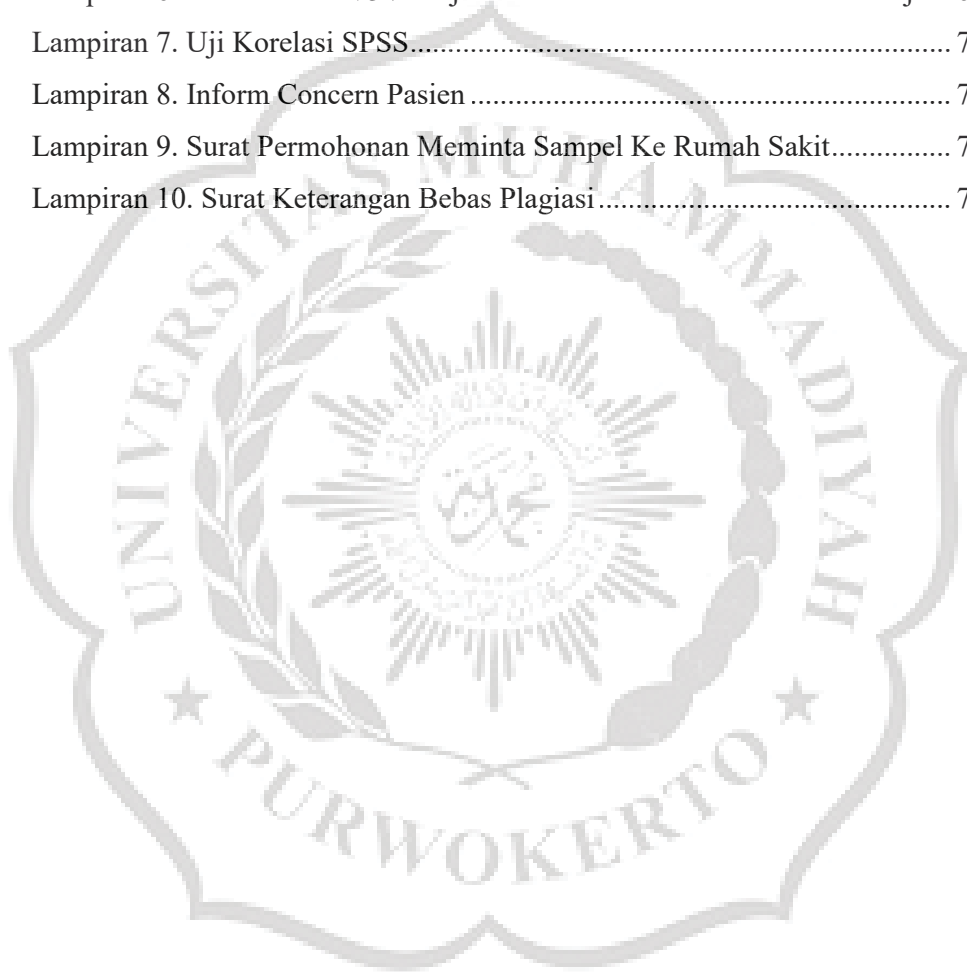 Lampiran 7. Uji Korelasi SPSS.................................................................... 7
Lampiran 8. Inform Concern Pasien ............................................................ 7
Lampiran 9. Surat Permohonan Meminta Sampel Ke Rumah Sakit............... 7
Lampiran 10. Surat Keterangan Bebas Plagiasi............................................ 7
UNIVERSITAS MUHAMMADIYAH
PURWOKERTO